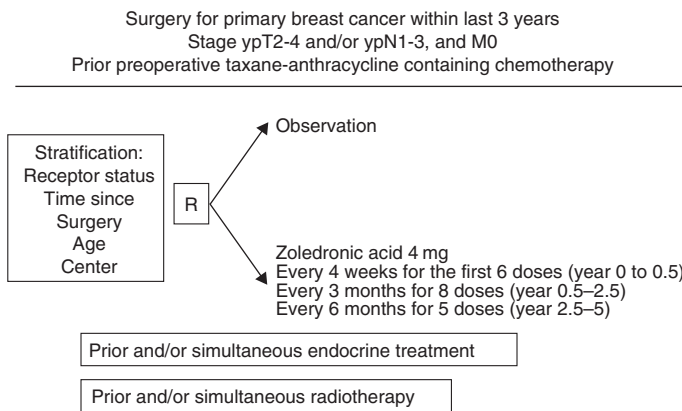 Surgery for primary breast cancer within last 3 years
Stage ypT2-4 and/or ypN1-3, and M0
Prior preoperative taxane-anthracycline containing chemotherapy
Observation
Stratification:
Receptor status
Time since
Surgery
Age
Center
R
Zoledronic acid 4 mg
Every 4 weeks for the first 6 doses (year 0 to 0.5)
Every 3 months for 8 doses (year 0.5–2.5)
Every 6 months for 5 doses (year 2.5–5)
Prior and/or simultaneous endocrine treatment
Prior and/or simultaneous radiotherapy